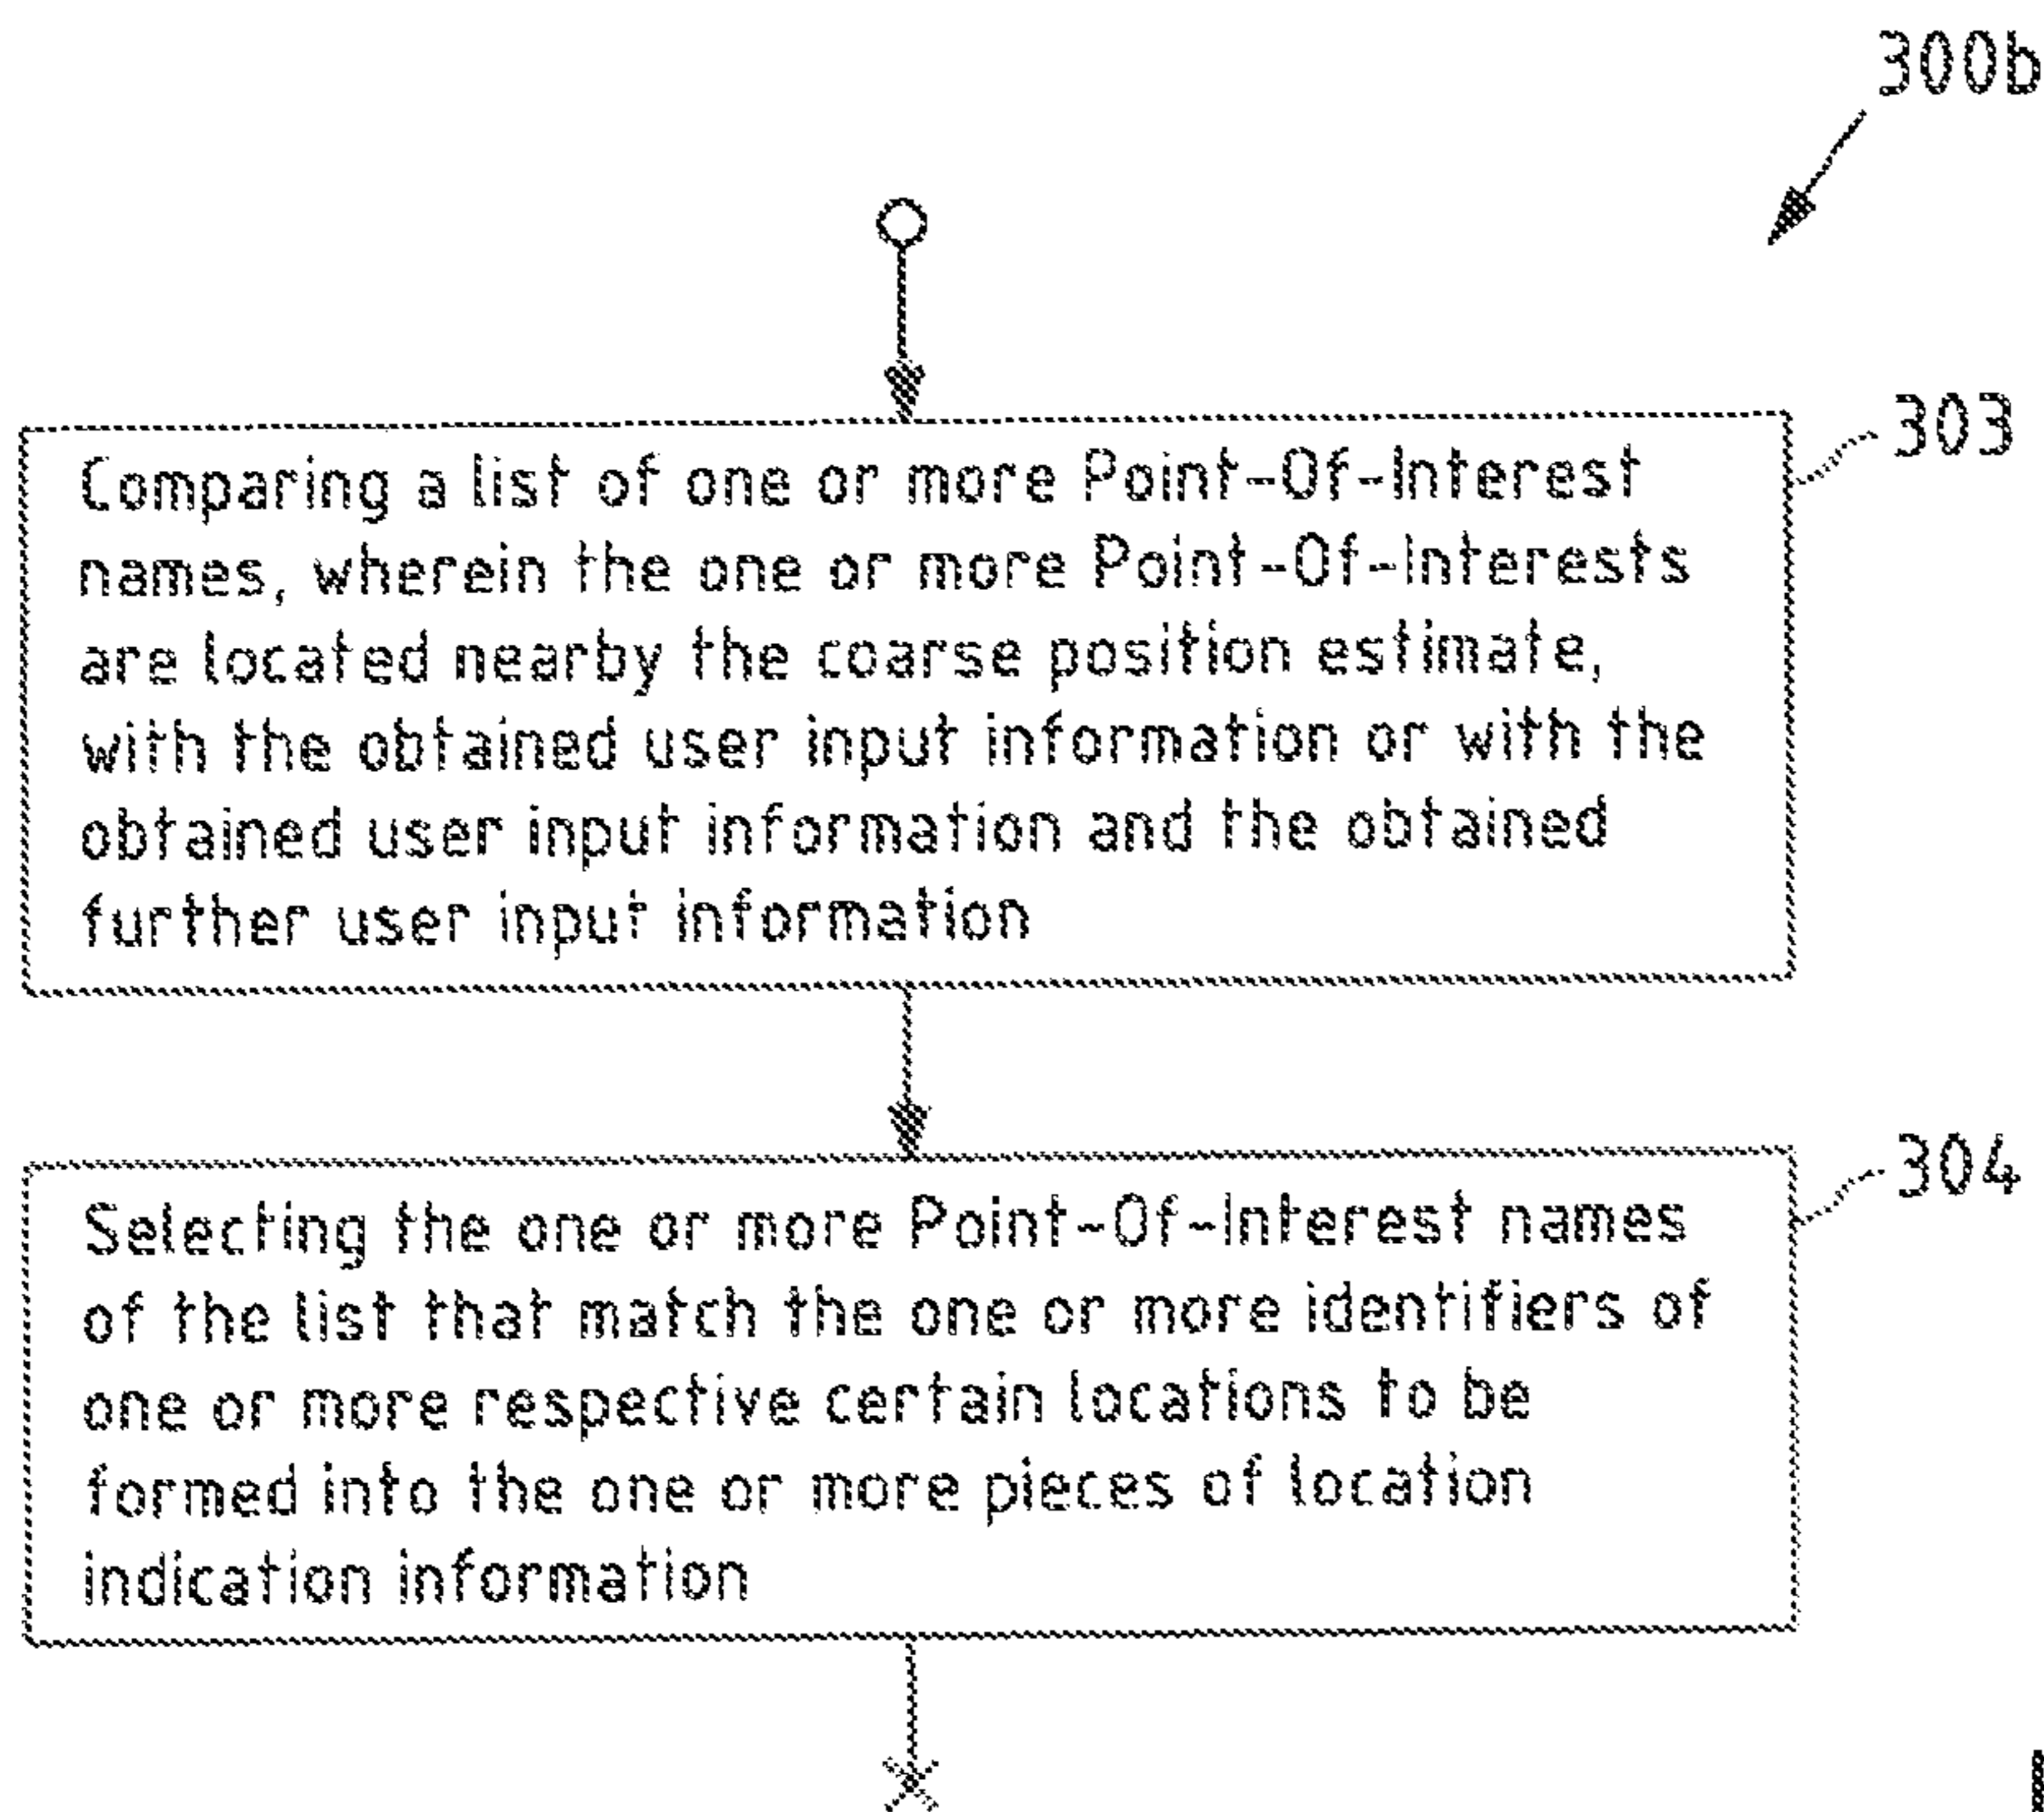 300b
303
Comparing a list of one or more Point-Of-Interest
names, wherein the one or more Point-Of-Interests
are located nearby the coarse position estimate,
with the obtained user input information or with the
obtained user input information and the obtained
further user input information
304
Selecting the one or more Point-Of-Interest names
of the list that match the one or more identifiers of
one or more respective certain locations to be
formed into the one or more pieces of location
indication information